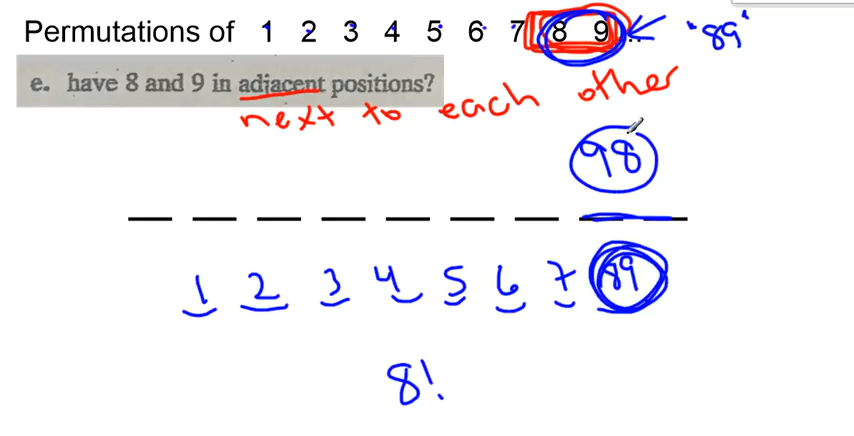 Permutations of 1 2 3 4 5 6 7 8 9 ... "89"
e. have 8 and 9 in adjacent positions?
next to each other
98
1 2 3 4 5 6 7 89
8!